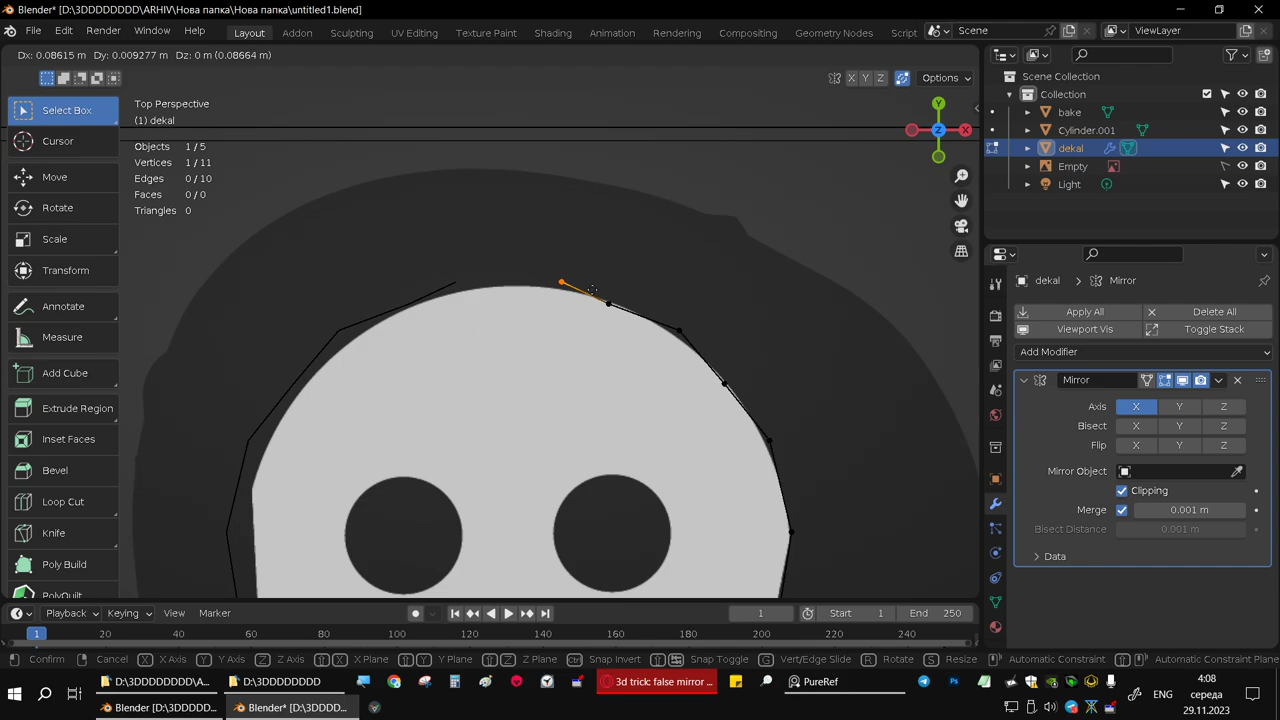 Blender* [D:\3DDDDDDDD\ARHIV\Нова папка\Нова папка\untitled1.blend]
File Edit Render Window Help Layout Adding Sculpting UV Editing Texture Paint Shading Animation Rendering Compositing Geometry Nodes Script Scene ViewLayer
Dx: 0.08615 m Dy: 0.009277 m Dz: 0 m (0.08664 m)
X Y Z Options
Top Perspective
(1) dekal
Objects 1/5
Vertices 1/11
Edges 0/10
Faces 0/0
Triangles 0
Y
Z
X
Select Box
Cursor
Move
Rotate
Scale
Transform
Annotate
Measure
Add Cube
Extrude Region
Inset Faces
Bevel
Loop Cut
Knife
Poly Build
PolyQuilt
Scene Collection
Collection
bake
Cylinder.001
dekal
Empty
Light
dekal > Mirror
Apply All Delete All
Viewport Vis Toggle Stack
Add Modifier
Mirror
Axis X Y Z
Bisect X Y Z
Flip X Y Z
Mirror Object
Clipping
Merge 0.001 m
Bisect Distance 0.001 m
Data
Playback Keying View Marker 1 Start 1 End 250
1 20 40 60 80 100 120 140 160 180 200 220 240
Confirm Cancel X X Axis Y Y Axis Z Z Axis X X Plane Y Y Plane Z Z Plane Ctrl Snap Invert Snap Toggle G Vert/Edge Slide R Rotate S Resize Automatic Constraint Automatic Constraint Plane
D:\3DDDDDDDD\A... D:\3DDDDDDDD 3d trick: false mirror ... PureRef
Blender [D:\3DDDD... Blender* [D:\3DDDD...
ENG
4:08
середа
29.11.2023